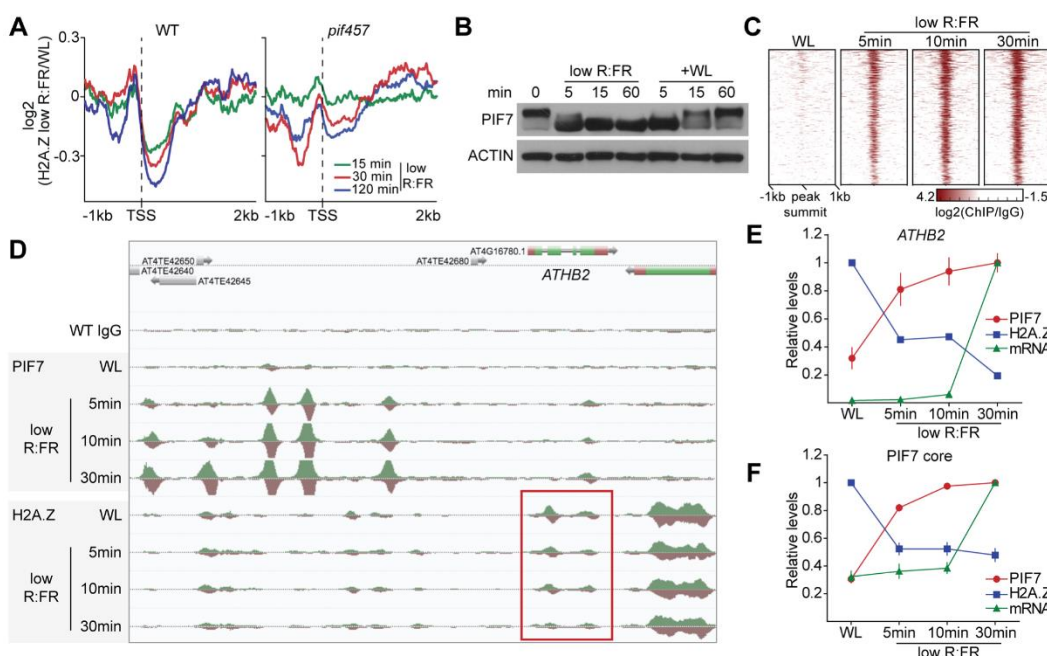 A
WT
pif457
log2
(H2A.Z low R:FR/WL)
0.3
0
-0.3
15 min
30 min
120 min
low
R:FR
-1kb TSS 2kb
-1kb TSS 2kb
B
low R:FR +WL
min 0 5 15 60 5 15 60
PIF7
ACTIN
C
low R:FR
WL 5min 10min 30min
-1kb peak 1kb
summit
4.2 -1.5
log2(ChIP/IgG)
D
AT4G16780.1
AT4TE42650
AT4TE42680
AT4TE42640
ATHB2
AT4TE42645
WT IgG
PIF7 WL
5min
low
R:FR
10min
30min
H2A.Z WL
5min
low
R:FR
10min
30min
E
ATHB2
Relative levels
1.2
1
0.8
0.6
0.4
0.2
PIF7
H2A.Z
mRNA
WL 5min 10min 30min
low R:FR
F
PIF7 core
Relative levels
1.2
1
0.8
0.6
0.4
0.2
PIF7
H2A.Z
mRNA
WL 5min 10min 30min
low R:FR